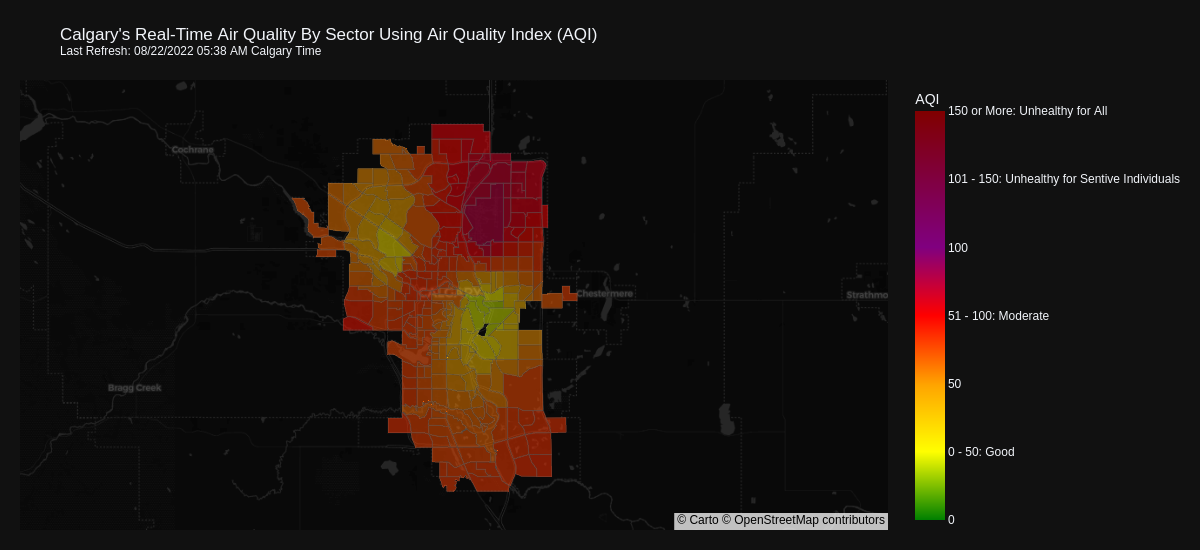 Calgary's Real-Time Air Quality By Sector Using Air Quality Index (AQI)
Last Refresh: 08/22/2022 05:38 AM Calgary Time
AQI
150 or More: Unhealthy for All
Cochrane
101 - 150: Unhealthy for Sentive Individuals
100
CALGARY
Chestermere
Strathmo
51 - 100: Moderate
50
Bragg Creek
0 - 50: Good
0
© Carto © OpenStreetMap contributors